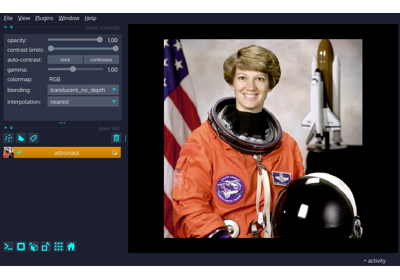 File View Plugins Window Help
layer controls
opacity: 1,00
contrast limits:
auto-contrast: once continuous
gamma: 1,00
colormap: RGB
blending: translucent_no_depth
interpolation: nearest
layer list
astronaut
activity